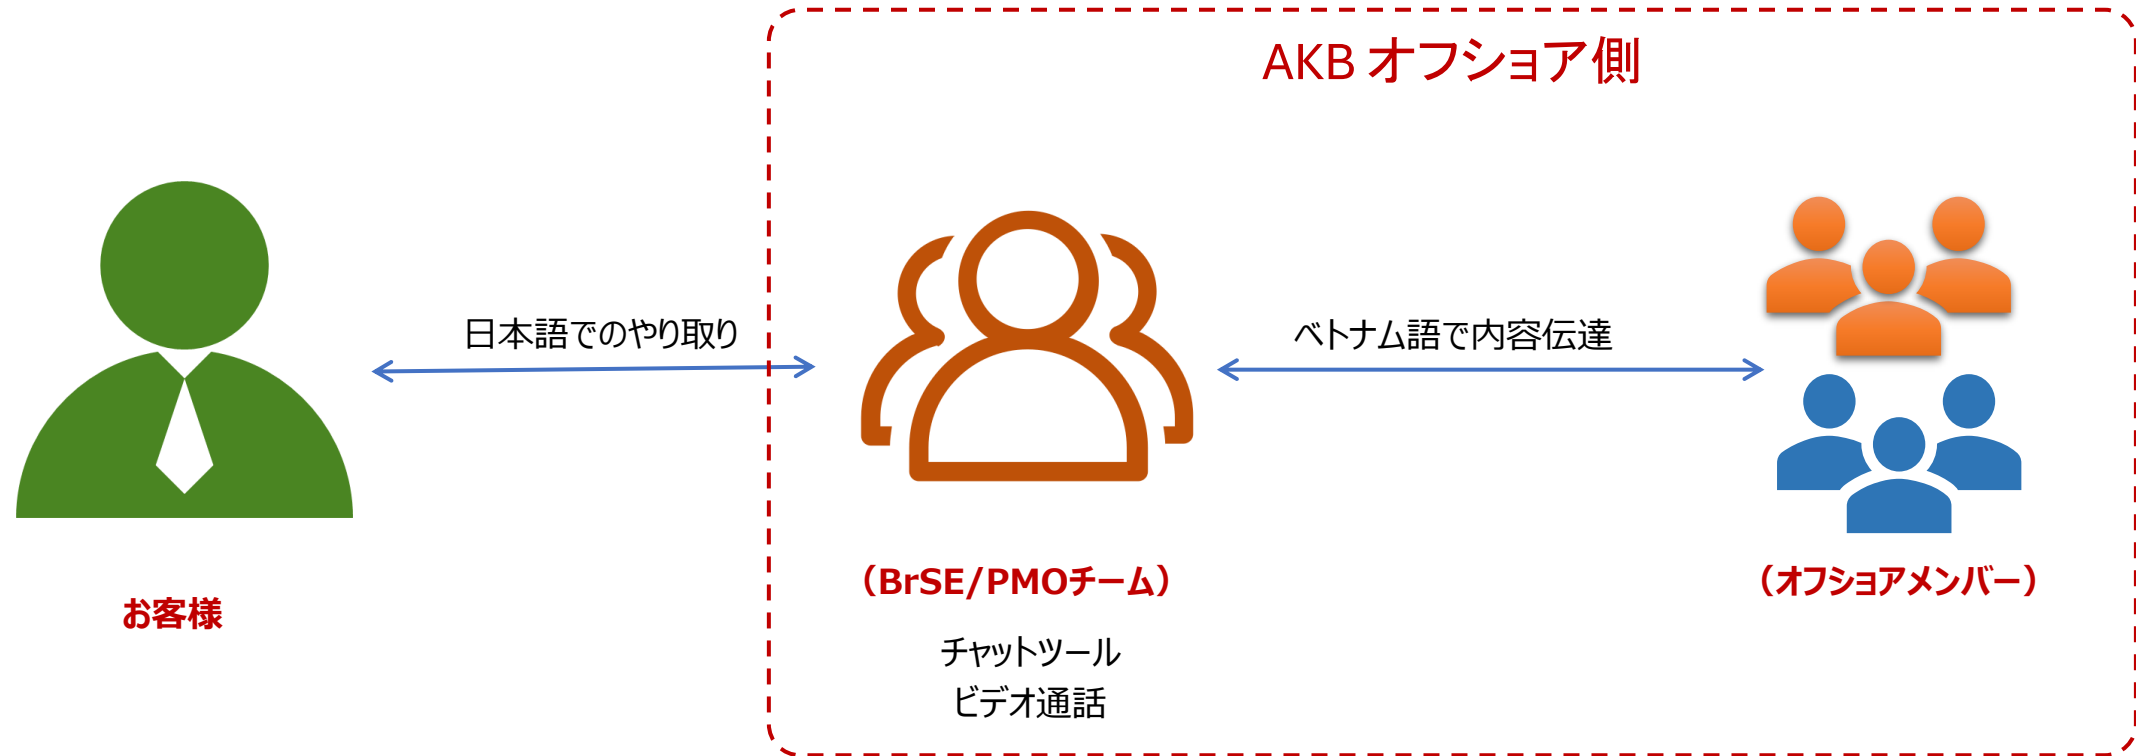 AKB オフショア側
日本語でのやり取り
ベトナム語で内容伝達
お客様
（BrSE/PMOチーム）
（オフショアメンバー）
チャットツール
ビデオ通話